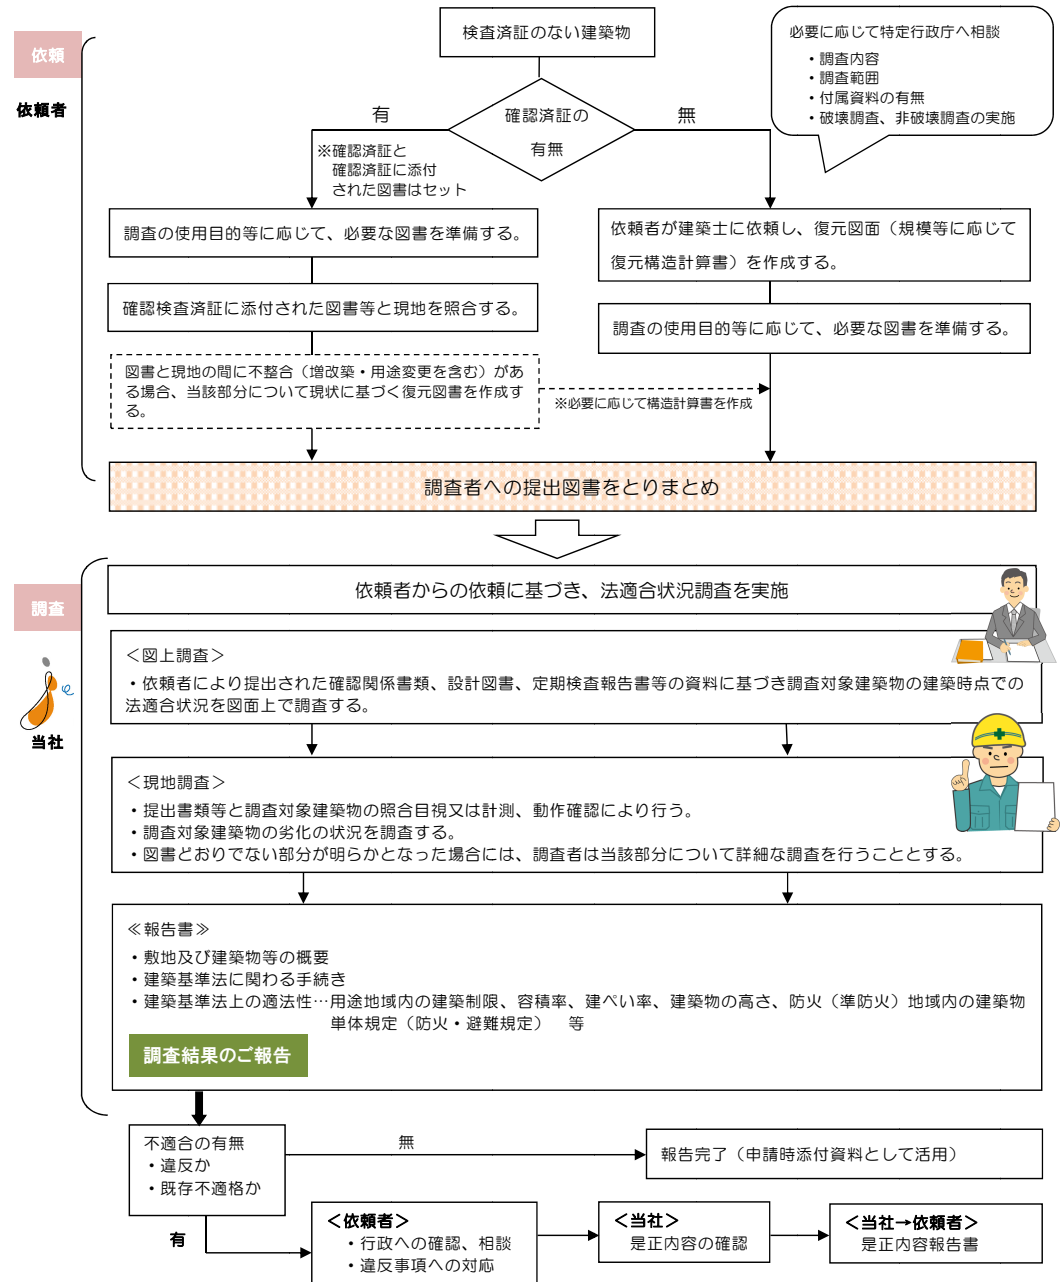 検査済証のない建築物
必要に応じて特定行政庁へ相談
・調査内容
・調査範囲
・付属資料の有無
・破壊調査、非破壊調査の実施
依頼
依頼者
確認済証の
有無
有
無
※確認済証と
確認済証に添付
された図書はセット
調査の使用目的等に応じて、必要な図書を準備する。
依頼者が建築士に依頼し、復元図面（規模等に応じて
復元構造計算書）を作成する。
確認検査済証に添付された図書等と現地を照合する。
調査の使用目的等に応じて、必要な図書を準備する。
図書と現地の間に不整合（増改築・用途変更を含む）があ
る場合、当該部分について現状に基づく復元図書を作成す
る。
※必要に応じて構造計算書を作成
調査者への提出図書をとりまとめ
調査
当社
依頼者からの依頼に基づき、法適合状況調査を実施
＜図上調査＞
・依頼者により提出された確認関係書類、設計図書、定期検査報告書等の資料に基づき調査対象建築物の建築時点での
法適合状況を図面上で調査する。
＜現地調査＞
・提出書類等と調査対象建築物の照合目視又は計測、動作確認により行う。
・調査対象建築物の劣化の状況を調査する。
・図書どおりでない部分が明らかとなった場合には、調査者は当該部分について詳細な調査を行うこととする。
≪報告書≫
・敷地及び建築物等の概要
・建築基準法に関わる手続き
・建築基準法上の適法性…用途地域内の建築制限、容積率、建ぺい率、建築物の高さ、防火（準防火）地域内の建築物
単体規定（防火・避難規定）　等
調査結果のご報告
不適合の有無
・違反か
・既存不適格か
無
報告完了（申請時添付資料として活用）
有
＜依頼者＞
・行政への確認、相談
・違反事項への対応
＜当社＞
是正内容の確認
＜当社→依頼者＞
是正内容報告書